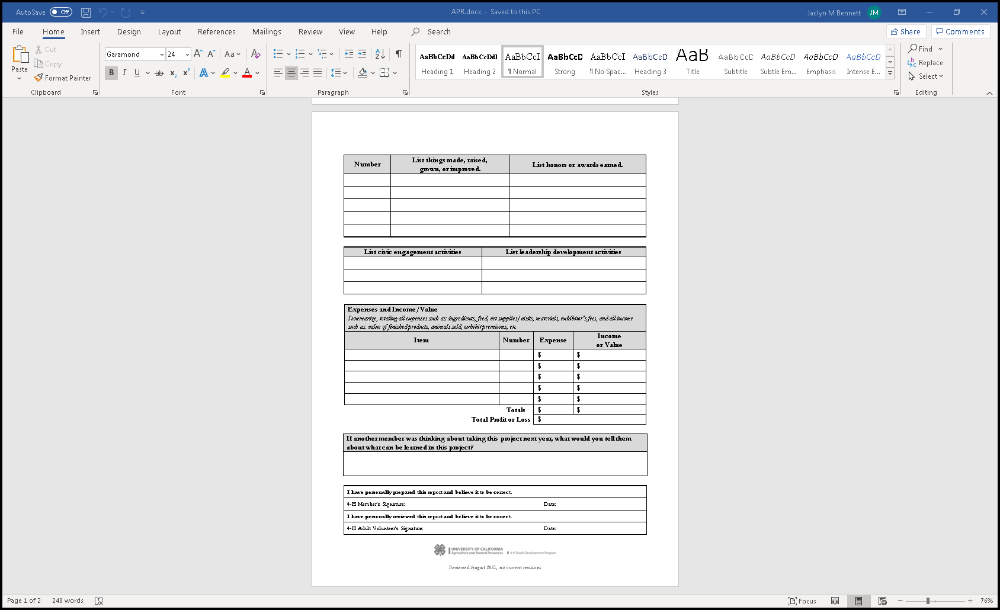 AutoSave Off APR.docx - Saved to this PC Jaclyn M Bennett JM
File Home Insert Design Layout References Mailings Review View Help Search Share Comments
Paste
Cut
Copy
Format Painter
Clipboard
Garamond 24
Font
Paragraph
AaBbCcDd AaBbCcDdI AaBbCcI AaBbCcD AaBbCcI AaBbCcD AaB AaBbCcD AaBbCcD AaBbCcD AaBbCcD
Heading 1 Heading 2 ¶ Normal Strong ¶ No Spac... Heading 3 Title Subtitle Subtle Em... Emphasis Intense E...
Styles
Find
Replace
Select
Editing
Number List things made, raised, grown, or improved. List honors or awards earned.
List civic engagement activities List leadership development activities
Expenses and Income / Value
Summarize, totaling all expenses such as: ingredients, feed, vet supplies/ visits, materials, exhibitor's fees, and all income
such as: value of finished products, animals sold, exhibit premiums, etc
Item Number Expense Income or Value
$ $
$ $
$ $
$ $
$ $
Totals $ $
Total Profit or Loss $
If another member was thinking about taking this project next year, what would you tell them
about what can be learned in this project?
I have personally prepared this report and believe it to be correct.
4-H Member's Signature: Date:
I have personally reviewed this report and believe it to be correct.
4-H Adult Volunteer's Signature: Date:
UNIVERSITY OF CALIFORNIA
Agriculture and Natural Resources 4-H Youth Development Program
Reviewed August 2021, no current revisions
Page 1 of 2 248 words Focus 76%